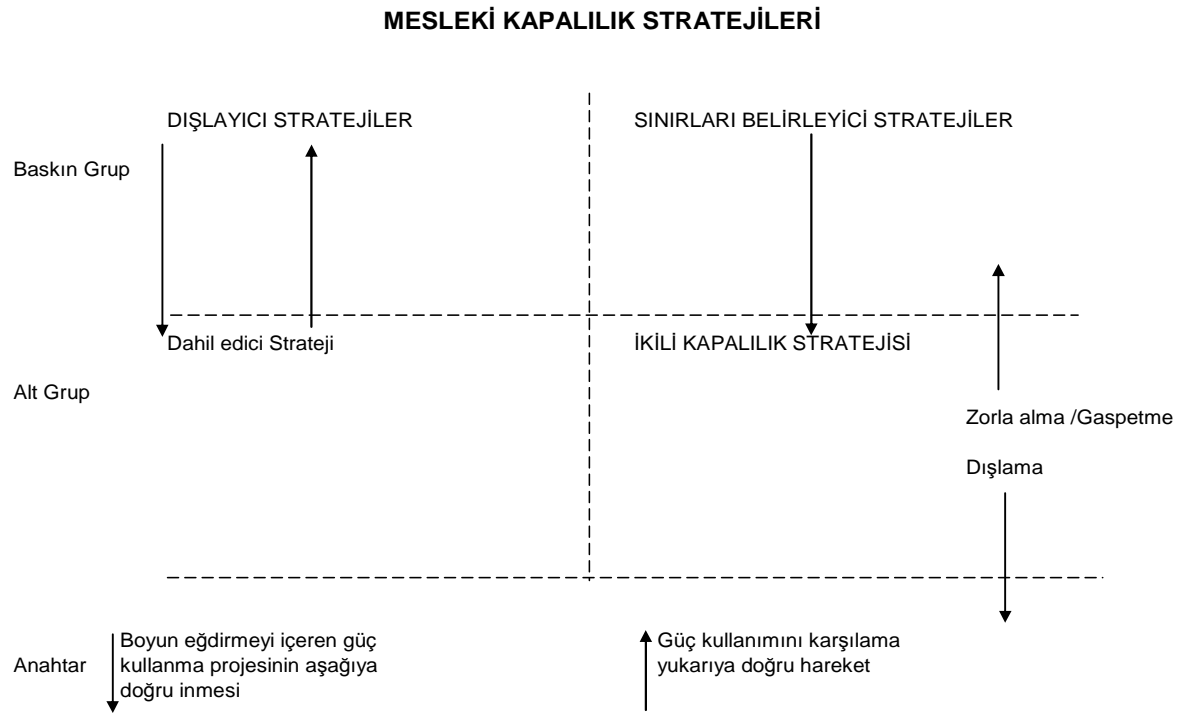 MESLEKİ KAPALILIK STRATEJİLERİ
DIŞLAYICI STRATEJİLER
SINIRLARI BELİRLEYİCİ STRATEJİLER
Baskın Grup
Dahil edici Strateji
İKİLİ KAPALILIK STRATEJİSİ
Alt Grup
Zorla alma /Gaspetme
Dışlama
Anahtar
Boyun eğdirmeyi içeren güç
kullanma projesinin aşağıya
doğru inmesi
Güç kullanımını karşılama
yukarıya doğru hareket